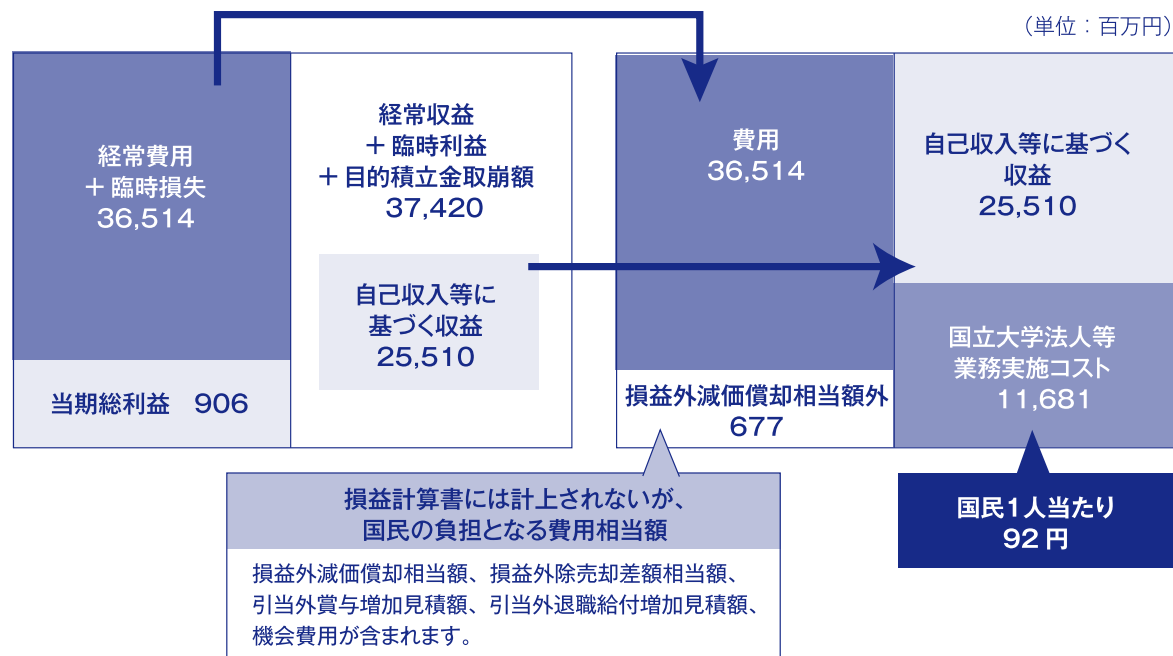 （単位：百万円）
経常費用
＋臨時損失
36,514
当期総利益　906
経常収益
＋臨時利益
＋目的積立金取崩額
37,420
自己収入等に
基づく収益
25,510
費用
36,514
損益外減価償却相当額外
677
自己収入等に基づく
収益
25,510
国立大学法人等
業務実施コスト
11,681
国民1人当たり
92円
損益計算書には計上されないが、
国民の負担となる費用相当額
損益外減価償却相当額、損益外除売却差額相当額、
引当外賞与増加見積額、引当外退職給付増加見積額、
機会費用が含まれます。